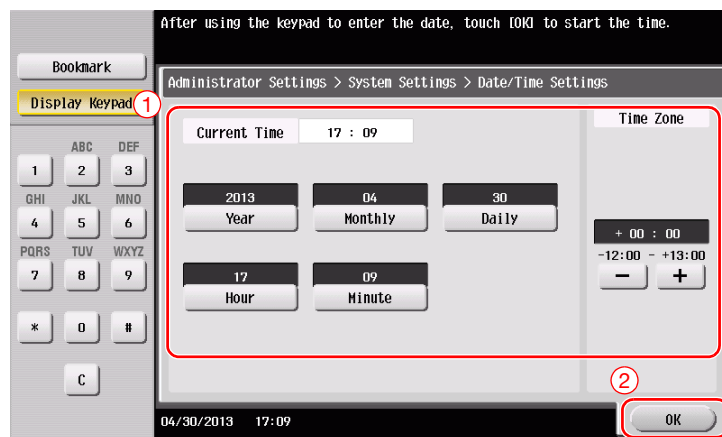 After using the keypad to enter the date, touch [OK] to start the time.
Bookmark
Display Keypad
1
Administrator Settings > System Settings > Date/Time Settings
Current Time 17 : 09
Time Zone
ABC DEF
1 2 3
GHI JKL MNO
4 5 6
PQRS TUV WXYZ
7 8 9
* 0 #
C
2013 04 30
Year Monthly Daily
17 09
Hour Minute
+ 00 : 00
-12:00 - +13:00
− +
2
04/30/2013 17:09
OK